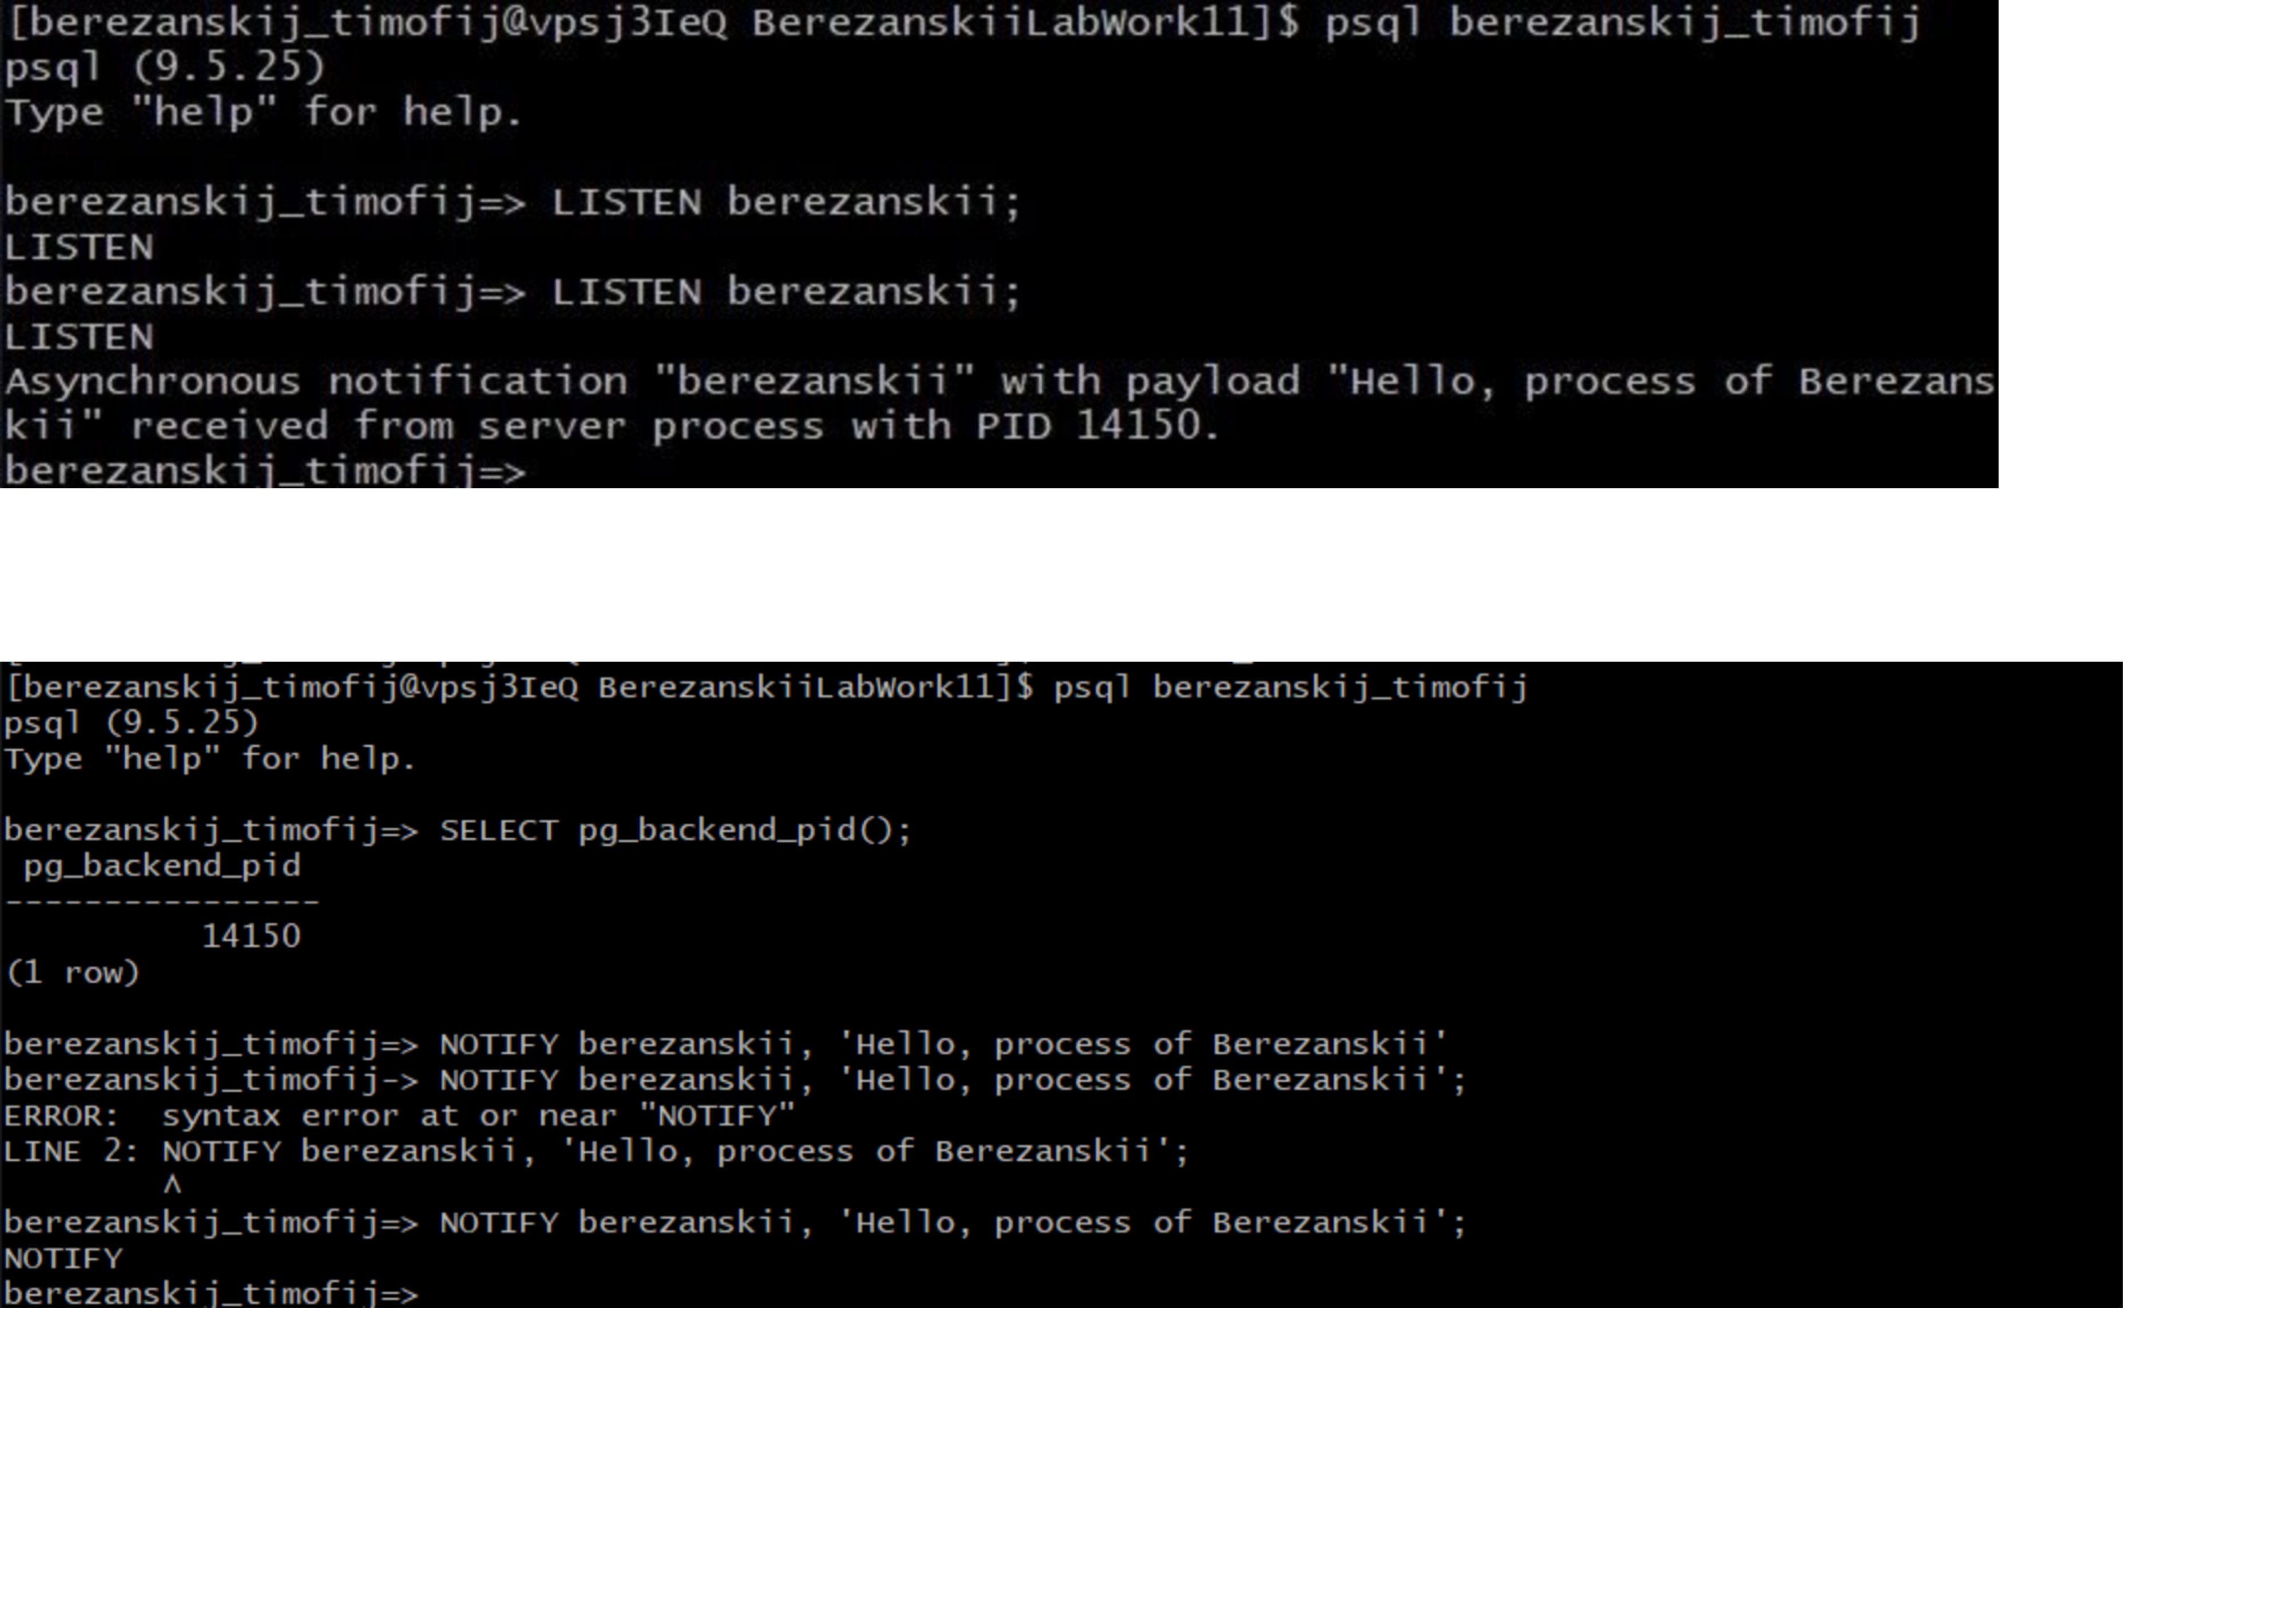 [berezanskij_timofij@vpsj3IeQ BerezanskiiLabWork11]$ psql berezanskij_timofij
psql (9.5.25)
Type "help" for help.
berezanskij_timofij=> LISTEN berezanskii;
LISTEN
berezanskij_timofij=> LISTEN berezanskii;
LISTEN
Asynchronous notification "berezanskii" with payload "Hello, process of Berezans
kii" received from server process with PID 14150.
berezanskij_timofij=>
[berezanskij_timofij@vpsj3IeQ BerezanskiiLabWork11]$ psql berezanskij_timofij
psql (9.5.25)
Type "help" for help.
berezanskij_timofij=> SELECT pg_backend_pid();
pg_backend_pid
----------------
14150
(1 row)
berezanskij_timofij=> NOTIFY berezanskii, 'Hello, process of Berezanskii'
berezanskij_timofij-> NOTIFY berezanskii, 'Hello, process of Berezanskii';
ERROR:  syntax error at or near "NOTIFY"
LINE 2: NOTIFY berezanskii, 'Hello, process of Berezanskii';
^
berezanskij_timofij=> NOTIFY berezanskii, 'Hello, process of Berezanskii';
NOTIFY
berezanskij_timofij=>